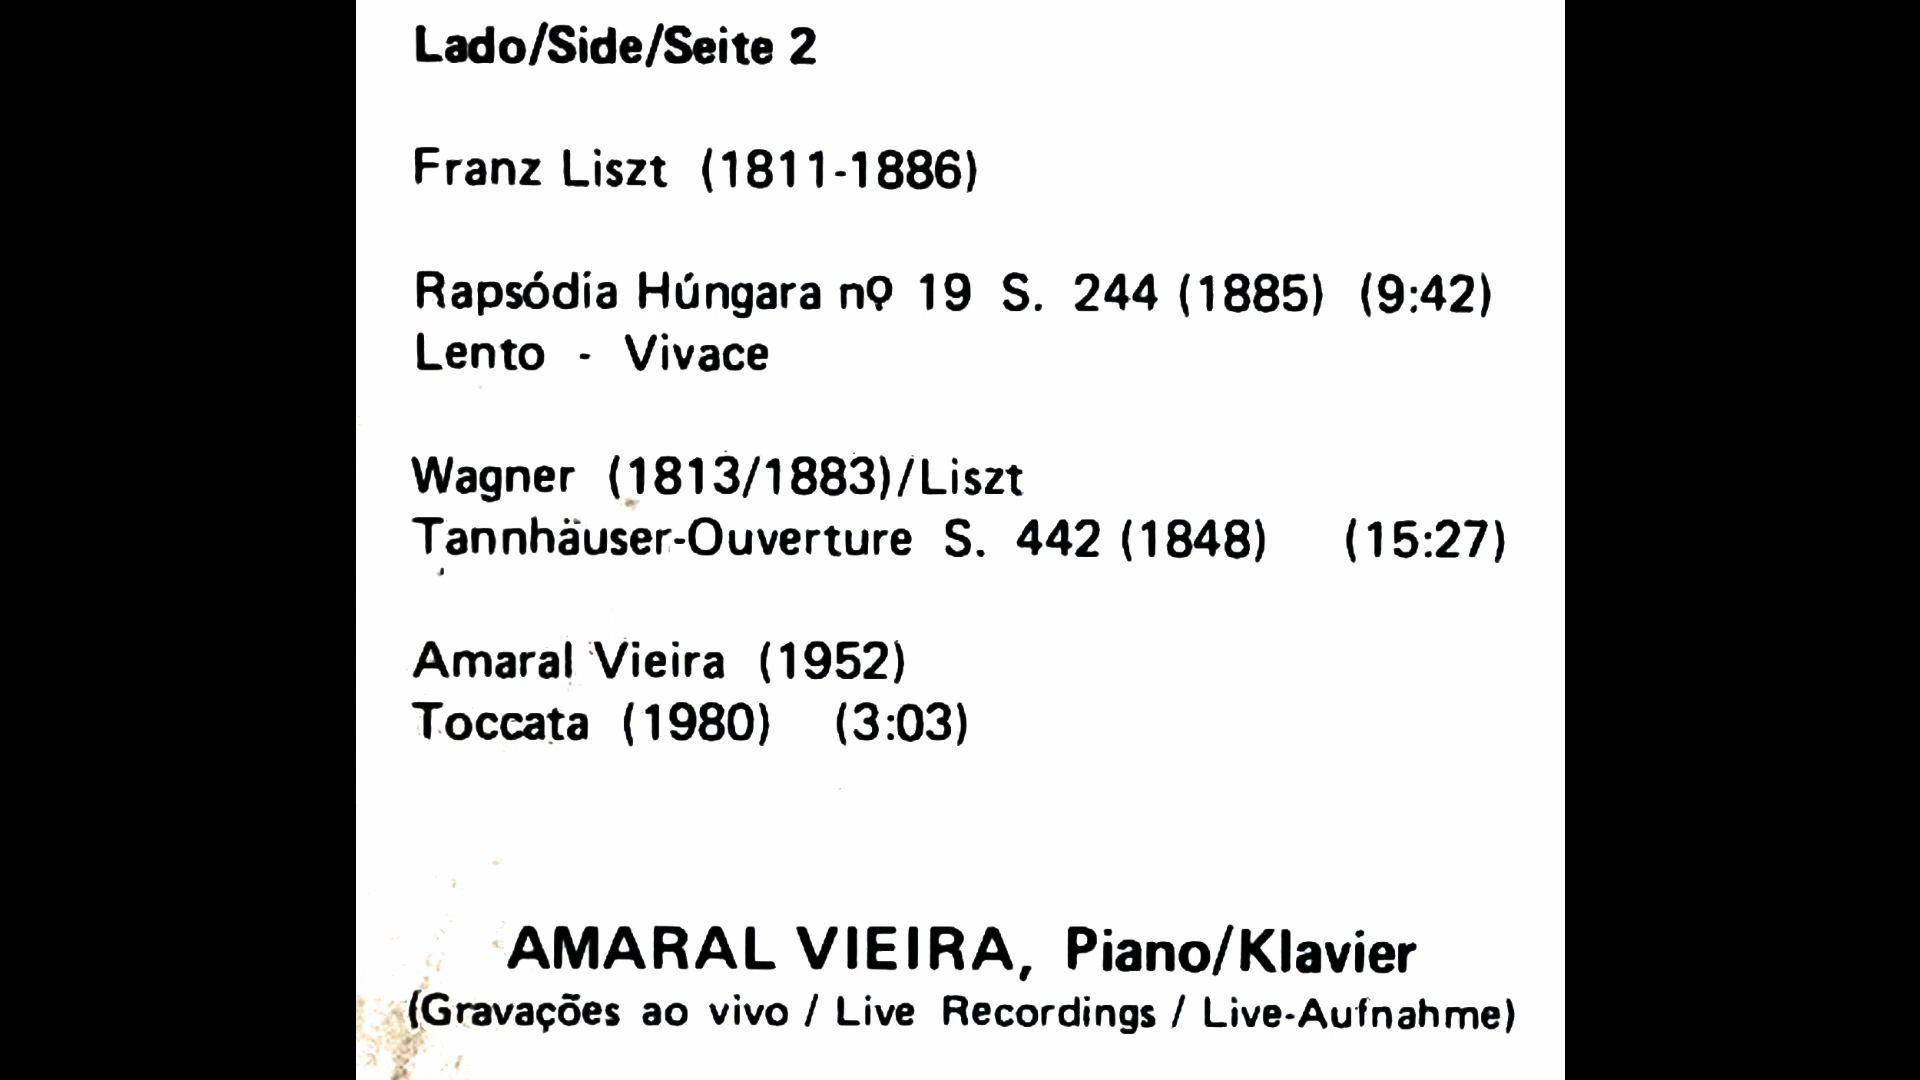 Lado/Side/Seite 2
Franz Liszt (1811-1886)
Rapsódia Húngara nº 19 S. 244 (1885) (9:42)
Lento - Vivace
Wagner (1813/1883)/Liszt
Tannhäuser-Ouverture S. 442 (1848) (15:27)
Amaral Vieira (1952)
Toccata (1980) (3:03)
AMARAL VIEIRA, Piano/Klavier
(Gravações ao vivo / Live Recordings / Live-Aufnahme)